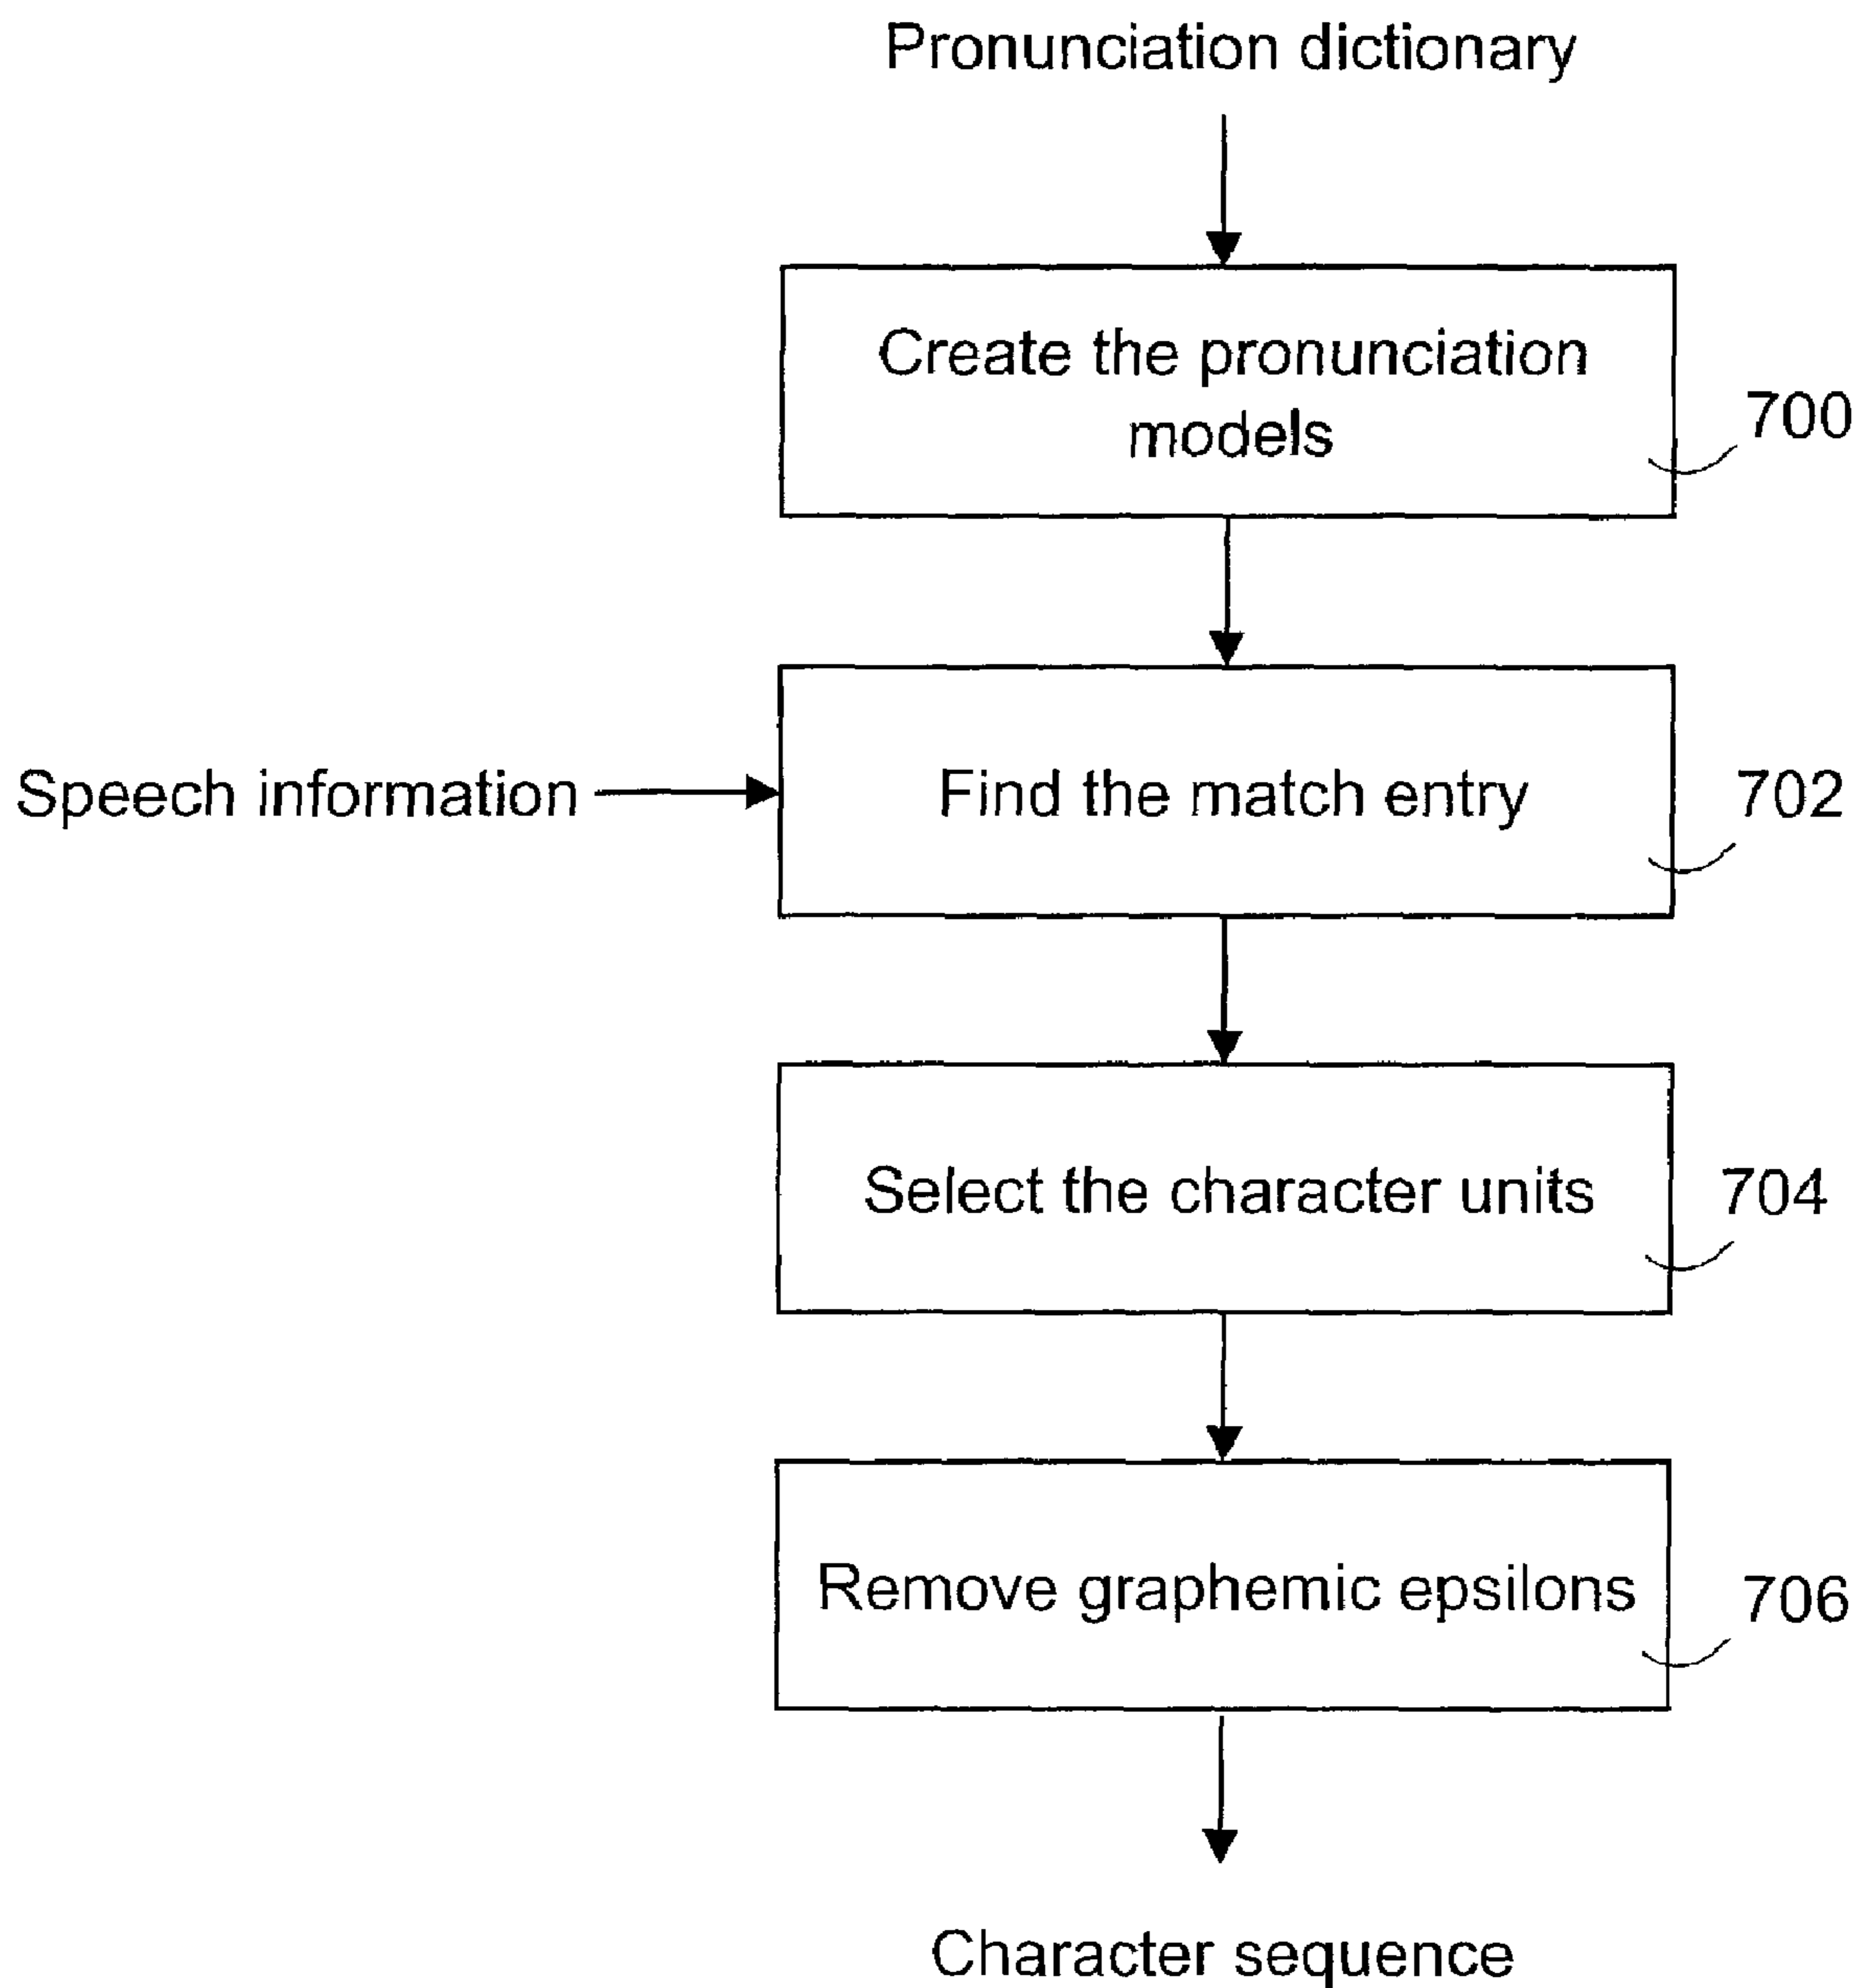 Pronunciation dictionary
Create the pronunciation
models
700
Speech information
Find the match entry
702
Select the character units
704
Remove graphemic epsilons
706
Character sequence